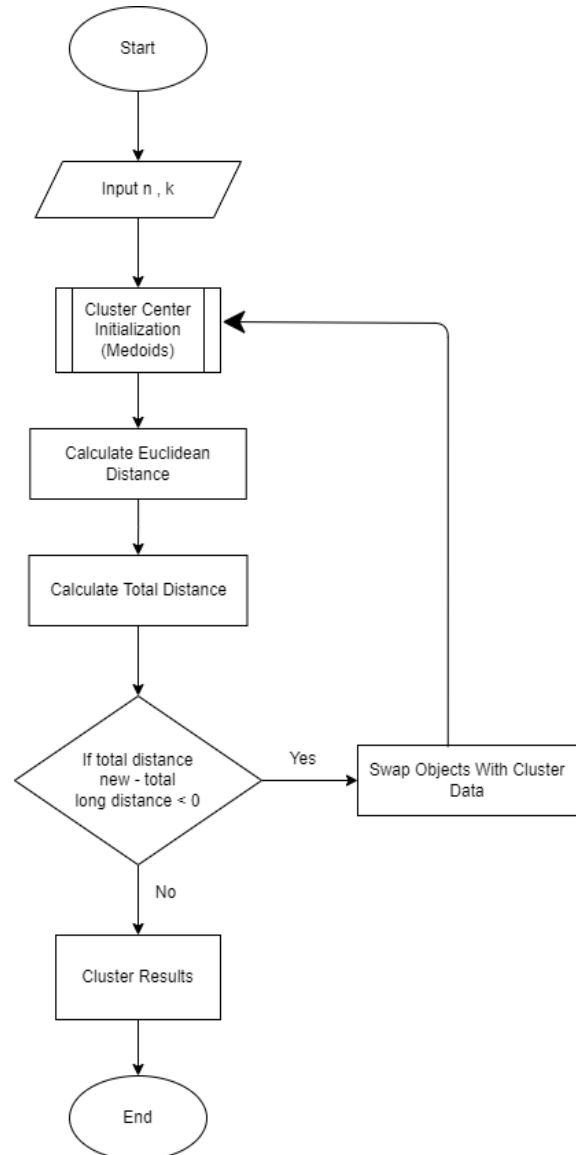 Start
Input n , k
Cluster Center
Initialization
(Medoids)
Calculate Euclidean
Distance
Calculate Total Distance
If total distance
new - total
long distance < 0
Yes
Swap Objects With Cluster
Data
No
Cluster Results
End